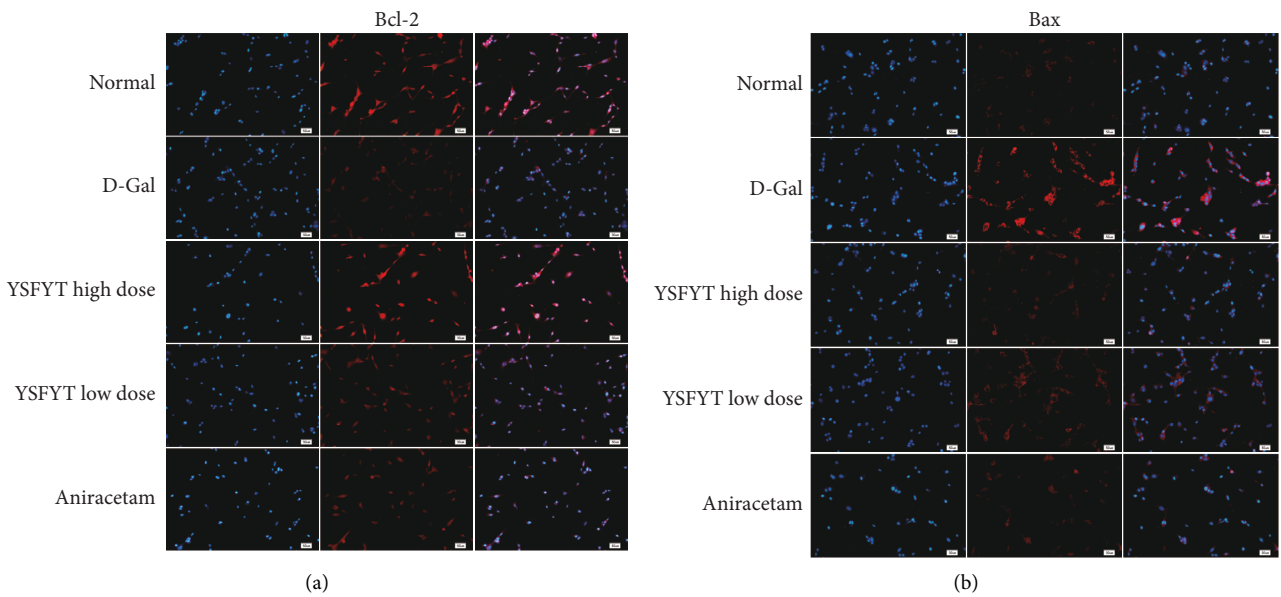 Bcl-2
Normal
D-Gal
YSFYT high dose
YSFYT low dose
Aniracetam
(a)
Bax
Normal
D-Gal
YSFYT high dose
YSFYT low dose
Aniracetam
(b)